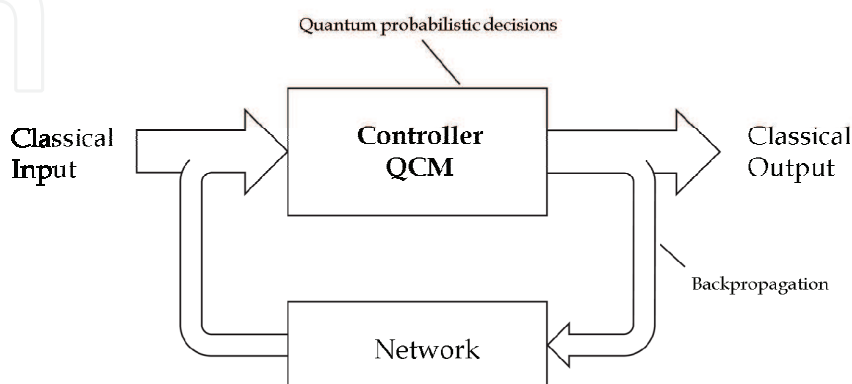 Quantum probabilistic decisions
Classical
Input
Controller
QCM
Classical
Output
Backpropagation
Network